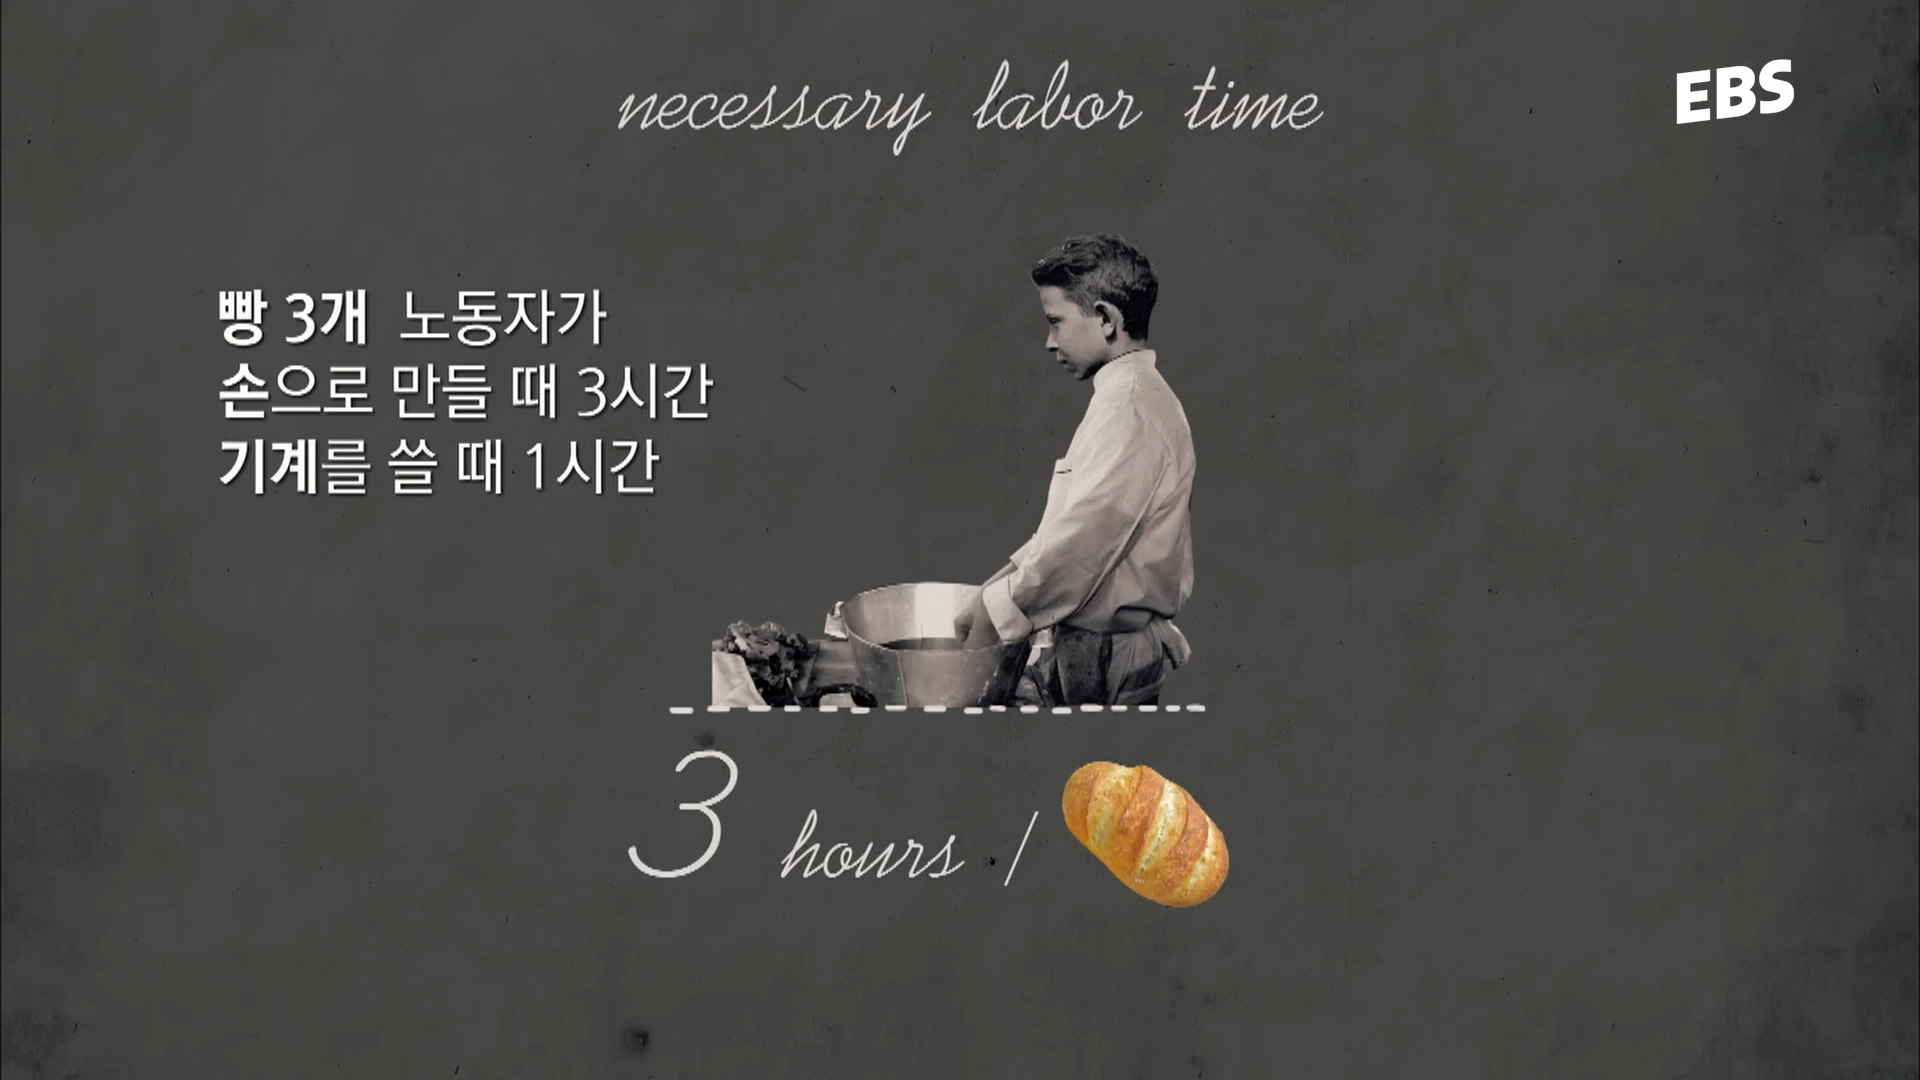 necessary labor time
EBS
빵 3개 노동자가
손으로 만들 때 3시간
기계를 쓸 때 1시간
3 hours /